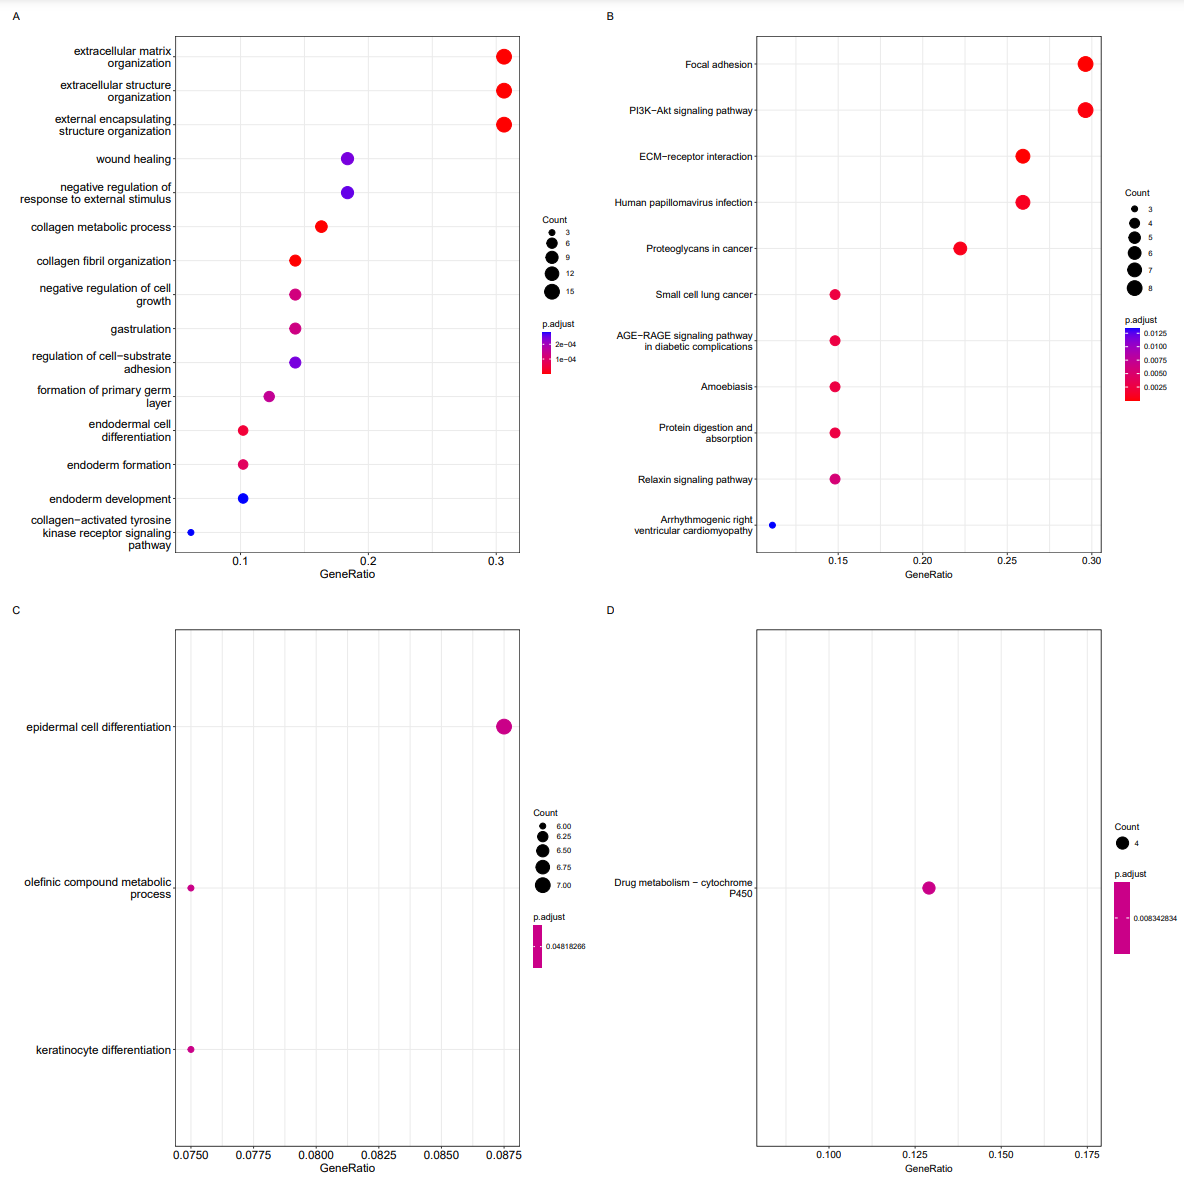 A
extracellular matrix
organization
extracellular structure
organization
external encapsulating
structure organization
wound healing
negative regulation of
response to external stimulus
collagen metabolic process
collagen fibril organization
negative regulation of cell
growth
gastrulation
regulation of cell−substrate
adhesion
formation of primary germ
layer
endodermal cell
differentiation
endoderm formation
endoderm development
collagen−activated tyrosine
kinase receptor signaling
pathway
0.1 0.2 0.3
GeneRatio
Count
3
6
9
12
15
p.adjust
2e−04
1e−04
B
Focal adhesion
PI3K−Akt signaling pathway
ECM−receptor interaction
Human papillomavirus infection
Proteoglycans in cancer
Small cell lung cancer
AGE−RAGE signaling pathway
in diabetic complications
Amoebiasis
Protein digestion and
absorption
Relaxin signaling pathway
Arrhythmogenic right
ventricular cardiomyopathy
0.15 0.20 0.25 0.30
GeneRatio
Count
3
4
5
6
7
8
p.adjust
0.0125
0.0100
0.0075
0.0050
0.0025
C
epidermal cell differentiation
olefinic compound metabolic
process
keratinocyte differentiation
0.0750 0.0775 0.0800 0.0825 0.0850 0.0875
GeneRatio
Count
6.00
6.25
6.50
6.75
7.00
p.adjust
0.04818266
D
Drug metabolism − cytochrome
P450
0.100 0.125 0.150 0.175
GeneRatio
Count
4
p.adjust
0.008342834